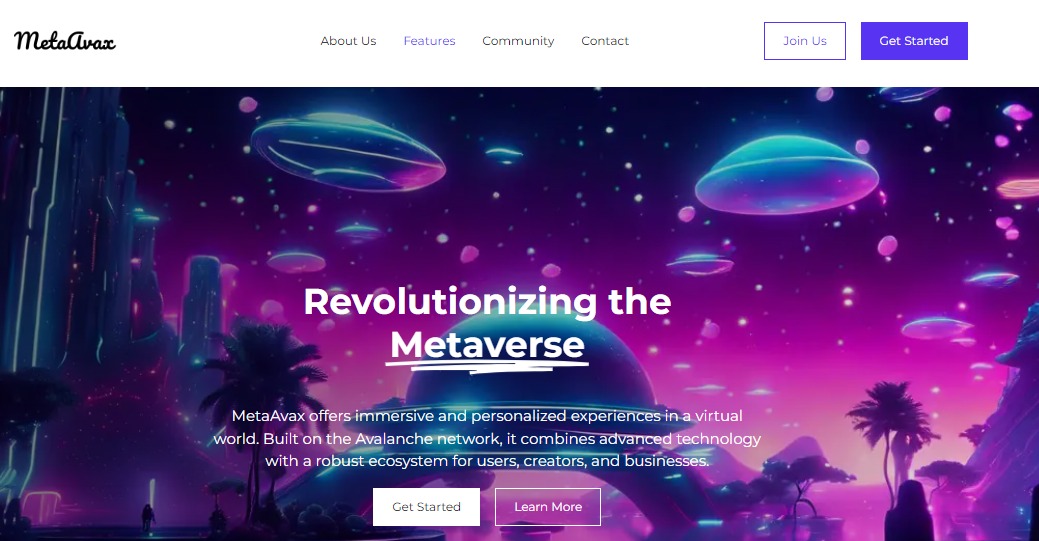 MetaAvax
About Us Features Community Contact
Join Us Get Started
Revolutionizing the
Metaverse
MetaAvax offers immersive and personalized experiences in a virtual
world. Built on the Avalanche network, it combines advanced technology
with a robust ecosystem for users, creators, and businesses.
Get Started Learn More